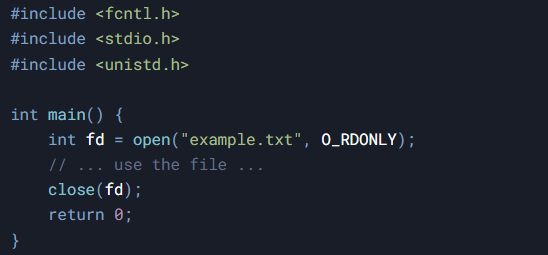 #include <fcntl.h>
#include <stdio.h>
#include <unistd.h>

int main() {
    int fd = open("example.txt", O_RDONLY);
    // ... use the file ...
    close(fd);
    return 0;
}